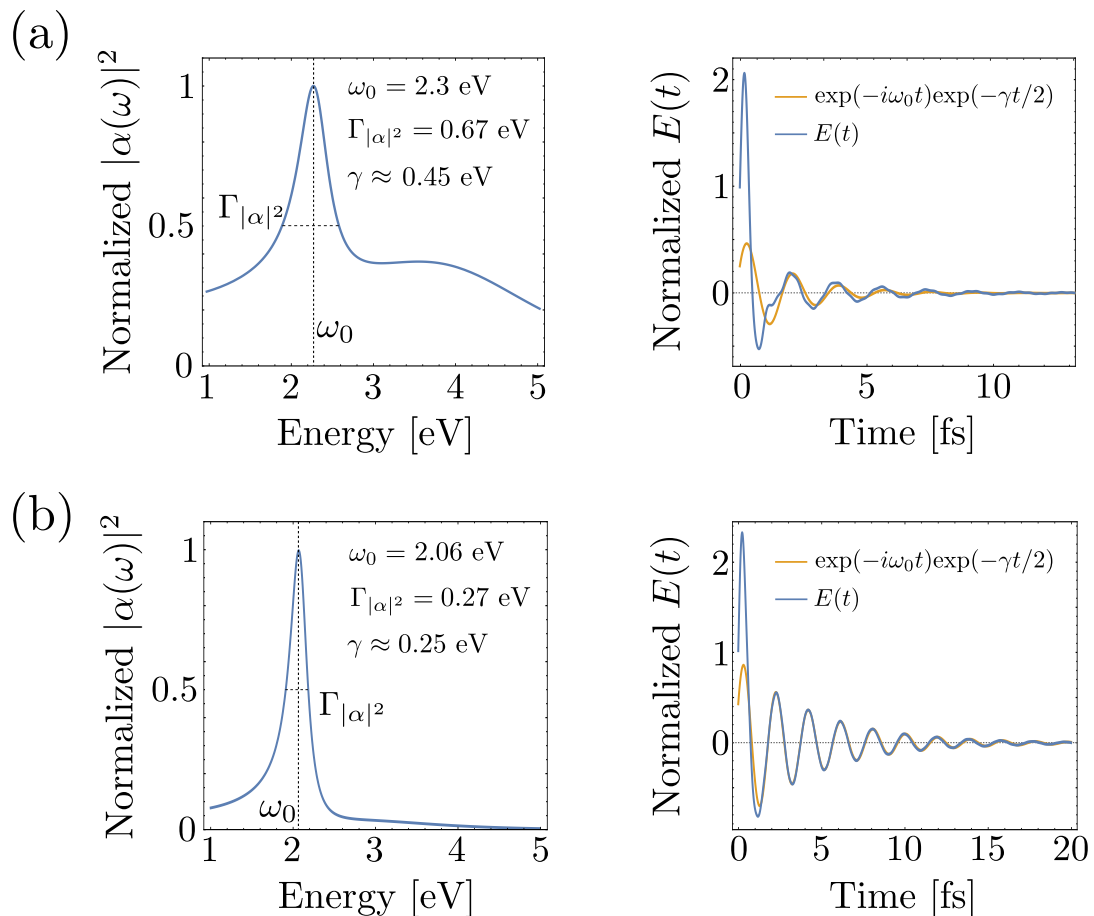 (a)
Normalized |α(ω)|²
1
0.5
0
ω₀ = 2.3 eV
Γ|α|² = 0.67 eV
γ ≈ 0.45 eV
Γ|α|²
ω₀
1 2 3 4 5
Energy [eV]
Normalized E(t)
2
1
0
exp(−iω₀t)exp(−γt/2)
E(t)
0 5 10
Time [fs]
(b)
Normalized |α(ω)|²
1
0.5
0
ω₀ = 2.06 eV
Γ|α|² = 0.27 eV
γ ≈ 0.25 eV
Γ|α|²
ω₀
1 2 3 4 5
Energy [eV]
Normalized E(t)
2
1
0
exp(−iω₀t)exp(−γt/2)
E(t)
0 5 10 15 20
Time [fs]